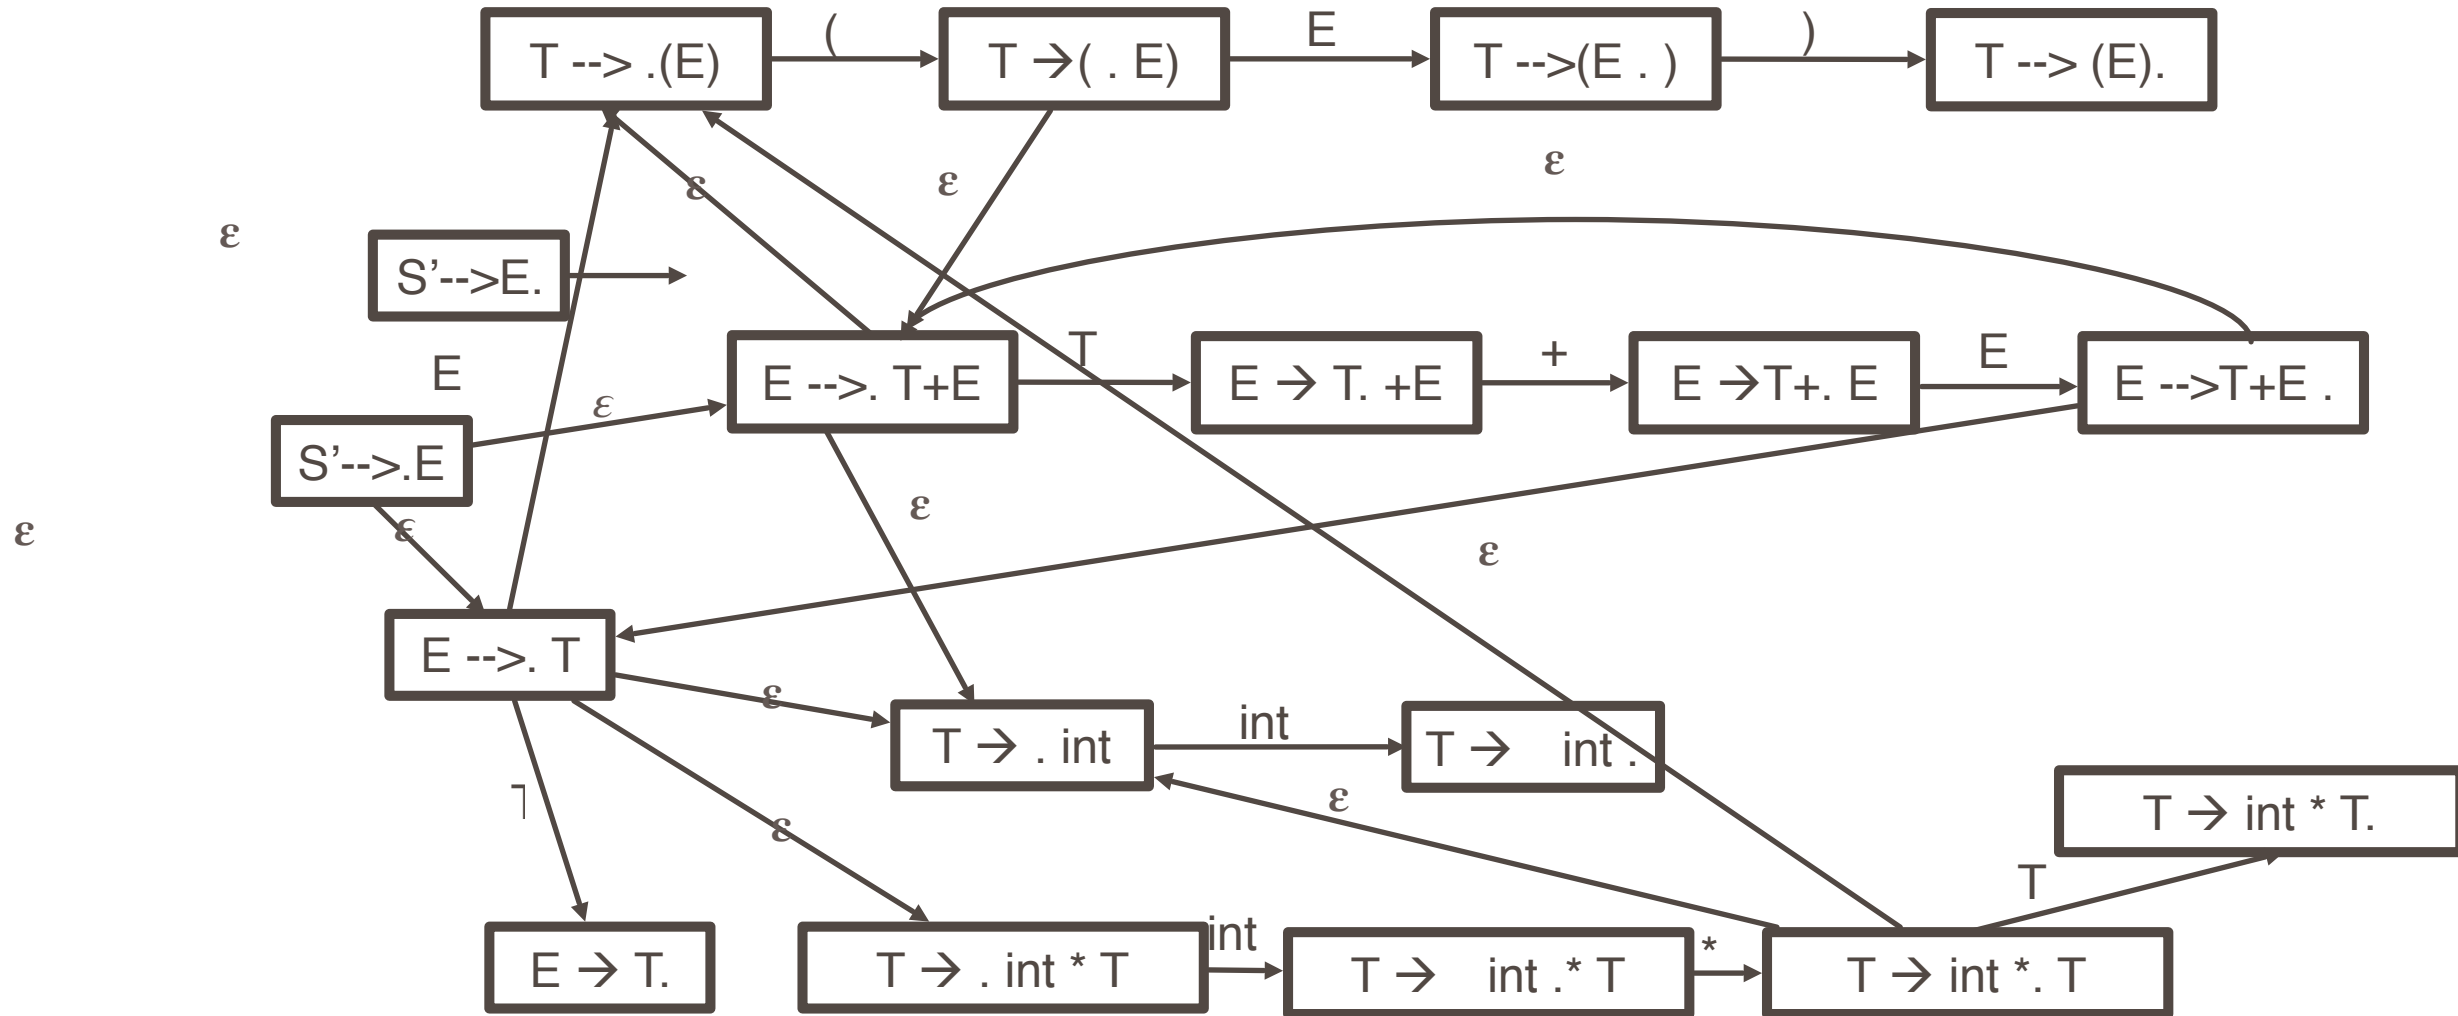 T --> .(E)
(
T →( . E)
E
T -->(E . )
)
T --> (E).
ε
ε
ε
ε
S’-->E.
E
ε
E -->. T+E
T
E → T. +E
+
E →T+. E
E
E -->T+E .
S’-->.E
ε
ε
ε
ε
E -->. T
ε
T → . int
int
T → int .
T
ε
ε
T → int * T.
E → T.
T → . int * T
int
T → int .* T
*
T → int *. T
T